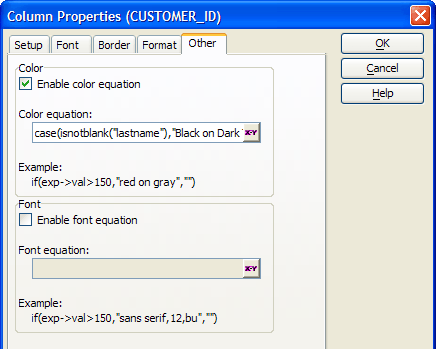 Column Properties (CUSTOMER_ID)
Setup Font Border Format Other
OK
Cancel
Help
Color
Enable color equation
Color equation:
case(isnotblank("lastname"),"Black on Dark
X-Y
Example:
if(exp->val>150,"red on gray","")
Font
Enable font equation
Font equation:
X-Y
Example:
if(exp->val>150,"sans serif,12,bu","")